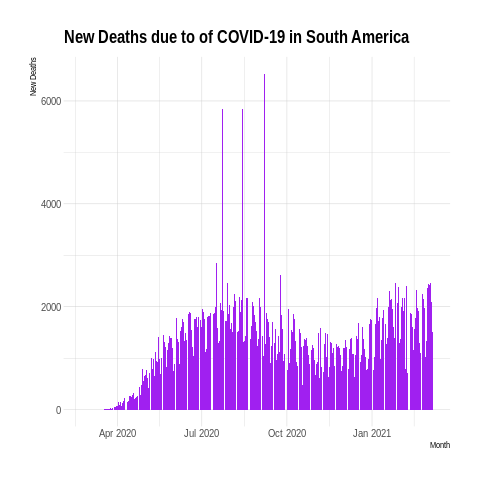 New Deaths due to of COVID-19 in South America
New Deaths
6000
4000
2000
0
Apr 2020 Jul 2020 Oct 2020 Jan 2021
Month